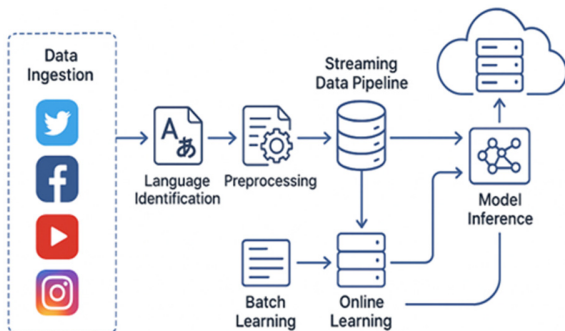 Data
Ingestion
Language
Identification
A
あ
Preprocessing
Streaming
Data Pipeline
Model
Inference
Batch
Learning
Online
Learning